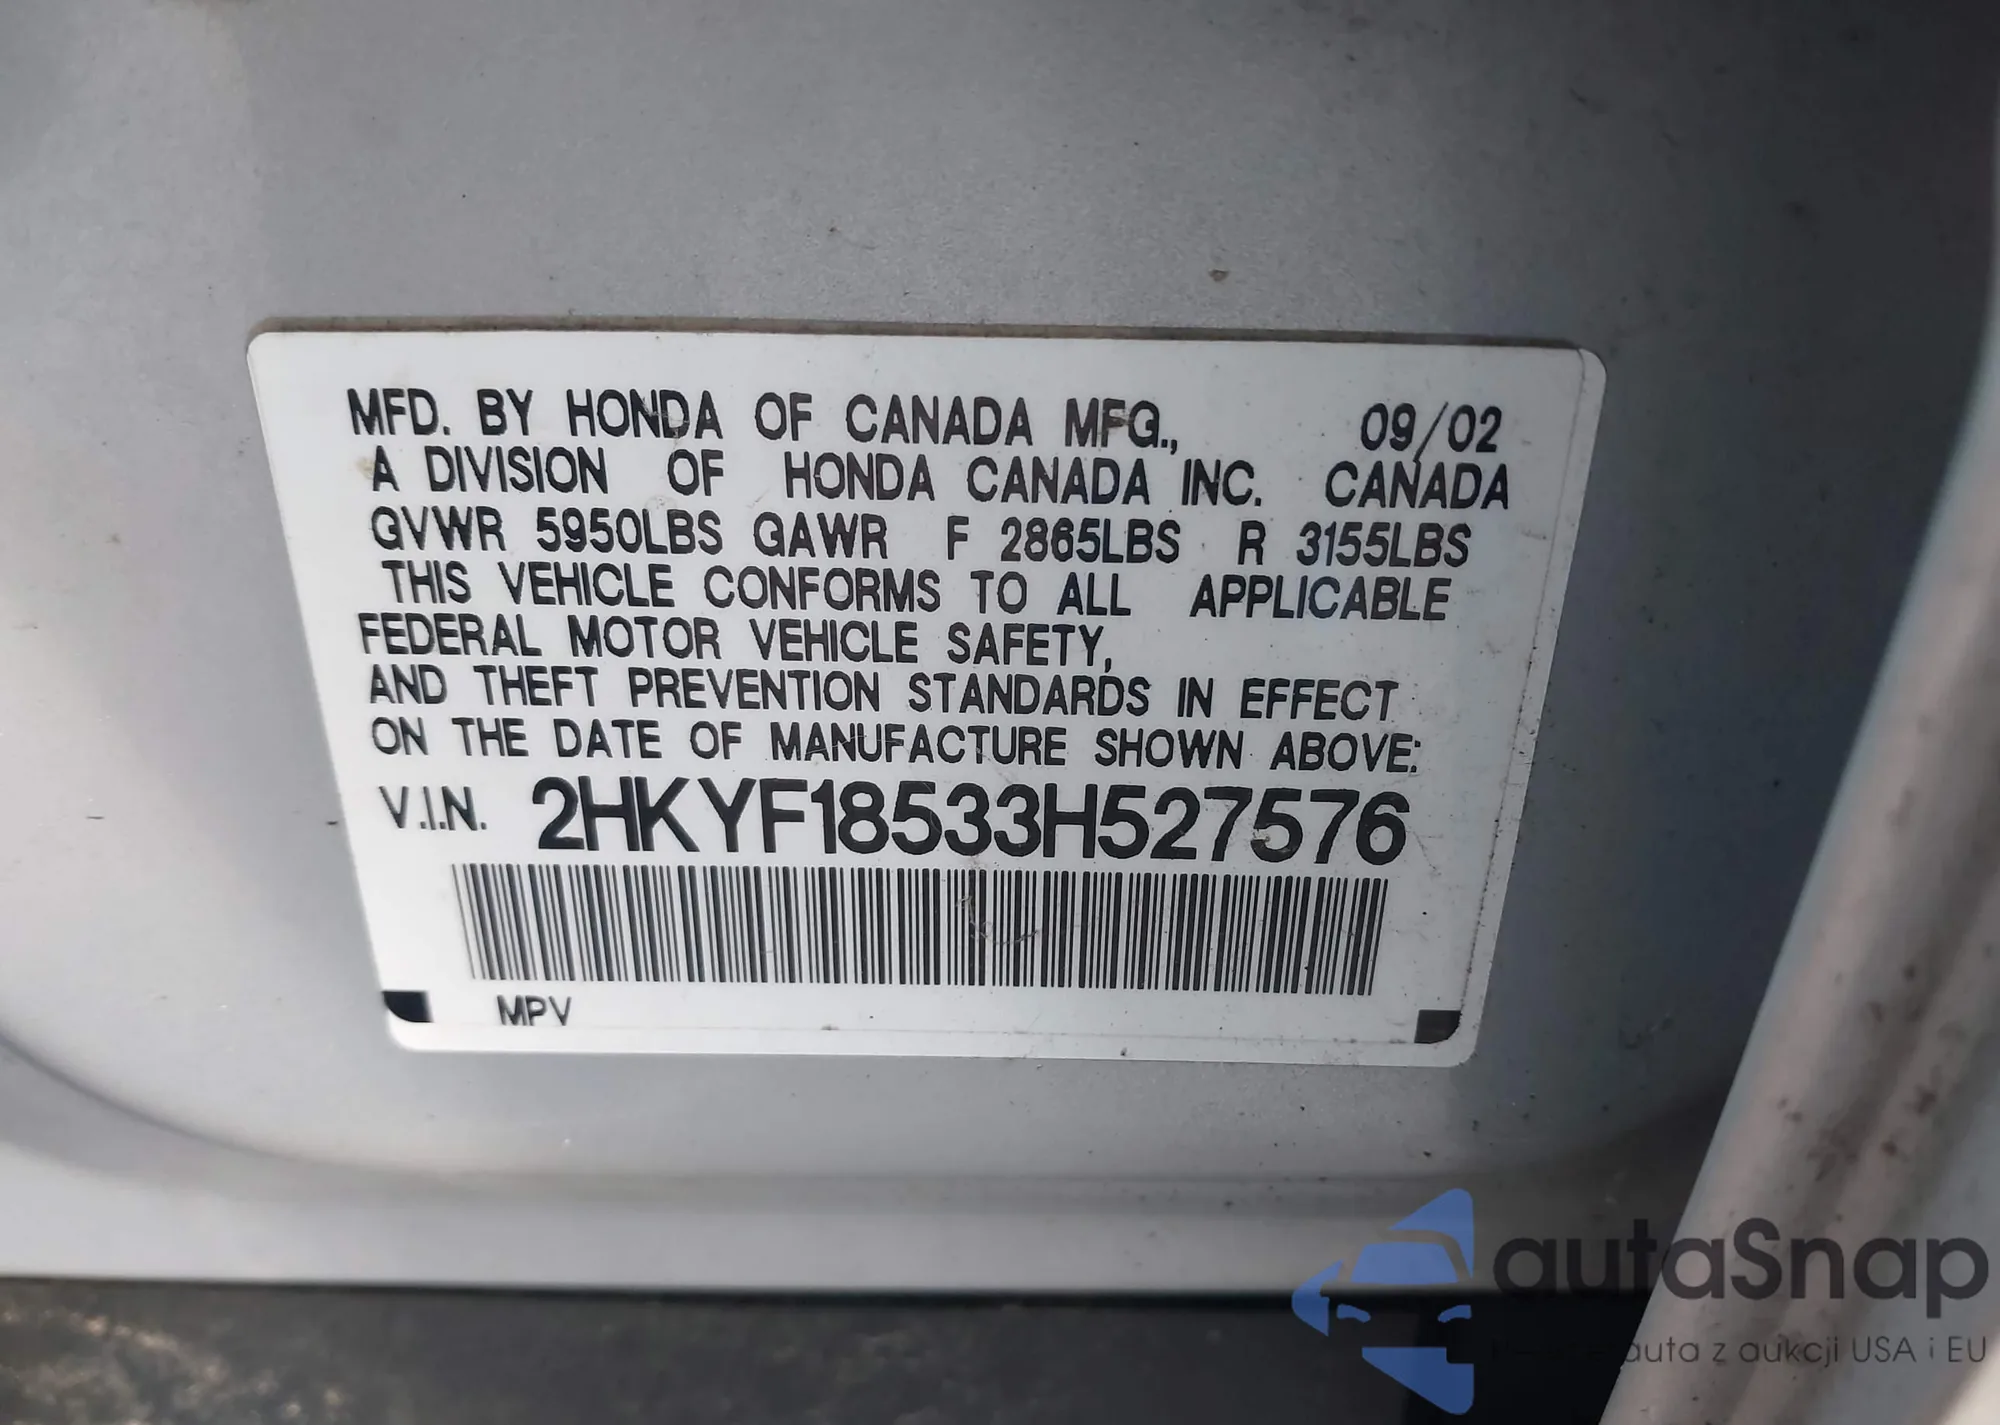 MFD. BY HONDA OF CANADA MFG., 09/02
A DIVISION OF HONDA CANADA INC. CANADA
GVWR 5950LBS GAWR F 2865LBS R 3155LBS
THIS VEHICLE CONFORMS TO ALL APPLICABLE
FEDERAL MOTOR VEHICLE SAFETY,
AND THEFT PREVENTION STANDARDS IN EFFECT
ON THE DATE OF MANUFACTURE SHOWN ABOVE:
V.I.N. 2HKYF18533H527576
MPV
autaSnap
auta z aukcji USA i EU